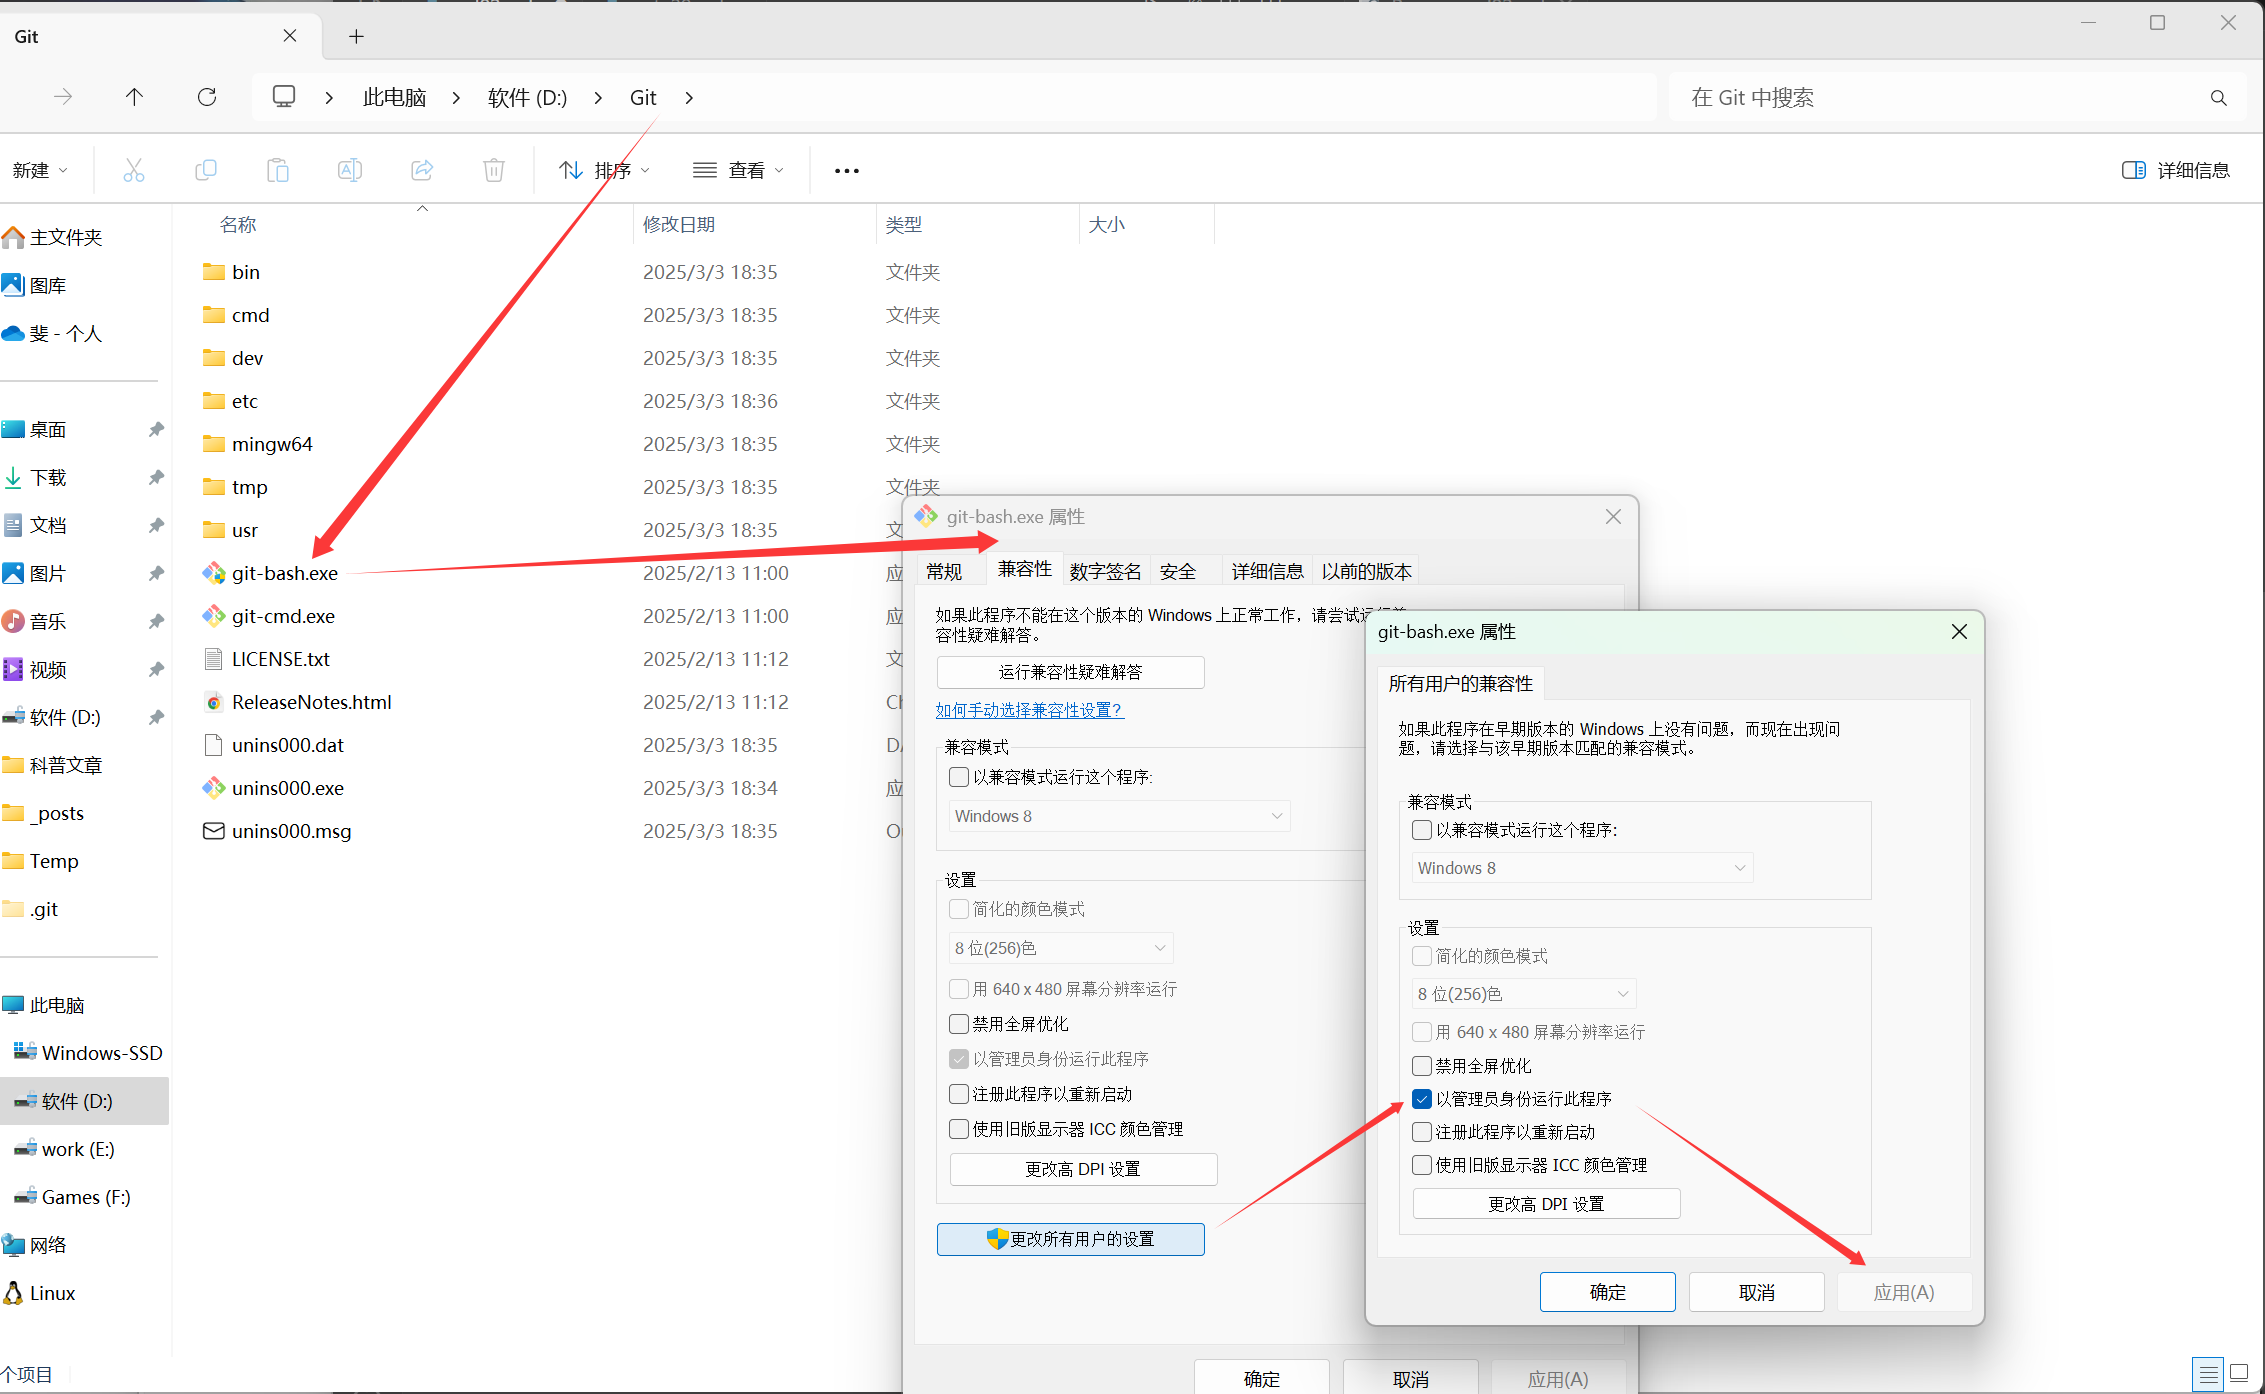 Git
此电脑
软件 (D:)
Git
在 Git 中搜索
新建
排序
查看
详细信息
名称
修改日期
类型
大小
主文件夹
图库
斐 - 个人
桌面
下载
文档
图片
音乐
视频
软件 (D:)
科普文章
_posts
Temp
.git
此电脑
Windows-SSD
软件 (D:)
work (E:)
Games (F:)
网络
Linux
个项目
bin 2025/3/3 18:35 文件夹
cmd 2025/3/3 18:35 文件夹
dev 2025/3/3 18:35 文件夹
etc 2025/3/3 18:36 文件夹
mingw64 2025/3/3 18:35 文件夹
tmp 2025/3/3 18:35 文件夹
usr 2025/3/3 18:35 文
git-bash.exe 2025/2/13 11:00 应
git-cmd.exe 2025/2/13 11:00 应
LICENSE.txt 2025/2/13 11:12 文
ReleaseNotes.html 2025/2/13 11:12 Ch
unins000.dat 2025/3/3 18:35
unins000.exe 2025/3/3 18:34 应
unins000.msg 2025/3/3 18:35
git-bash.exe 属性
常规
兼容性
数字签名
安全
详细信息
以前的版本
如果此程序不能在这个版本的 Windows 上正常工作，请尝试运行兼
容性疑难解答。
运行兼容性疑难解答
如何手动选择兼容性设置?
兼容模式
以兼容模式运行这个程序:
Windows 8
设置
简化的颜色模式
8 位(256)色
用 640 x 480 屏幕分辨率运行
禁用全屏优化
以管理员身份运行此程序
注册此程序以重新启动
使用旧版显示器 ICC 颜色管理
更改高 DPI 设置
更改所有用户的设置
确定
取消
应用(A)
git-bash.exe 属性
所有用户的兼容性
如果此程序在早期版本的 Windows 上没有问题，而现在出现问
题，请选择与该早期版本匹配的兼容模式。
兼容模式
以兼容模式运行这个程序:
Windows 8
设置
简化的颜色模式
8 位(256)色
用 640 x 480 屏幕分辨率运行
禁用全屏优化
以管理员身份运行此程序
注册此程序以重新启动
使用旧版显示器 ICC 颜色管理
更改高 DPI 设置
确定
取消
应用(A)